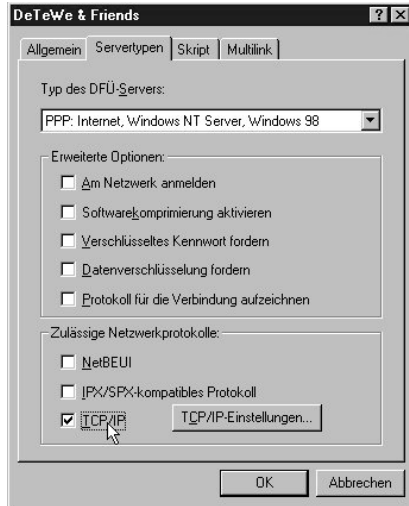 DeTeWe & Friends
Allgemein Servertypen Skript Multilink
Typ des DFÜ-Servers:
PPP: Internet, Windows NT Server, Windows 98
Erweiterte Optionen:
Am Netzwerk anmelden
Softwarekomprimierung aktivieren
Verschlüsseltes Kennwort fordern
Datenverschlüsselung fordern
Protokoll für die Verbindung aufzeichnen
Zulässige Netzwerkprotokolle:
NetBEUI
IPX/SPX-kompatibles Protokoll
TCP/IP TCP/IP-Einstellungen...
OK Abbrechen